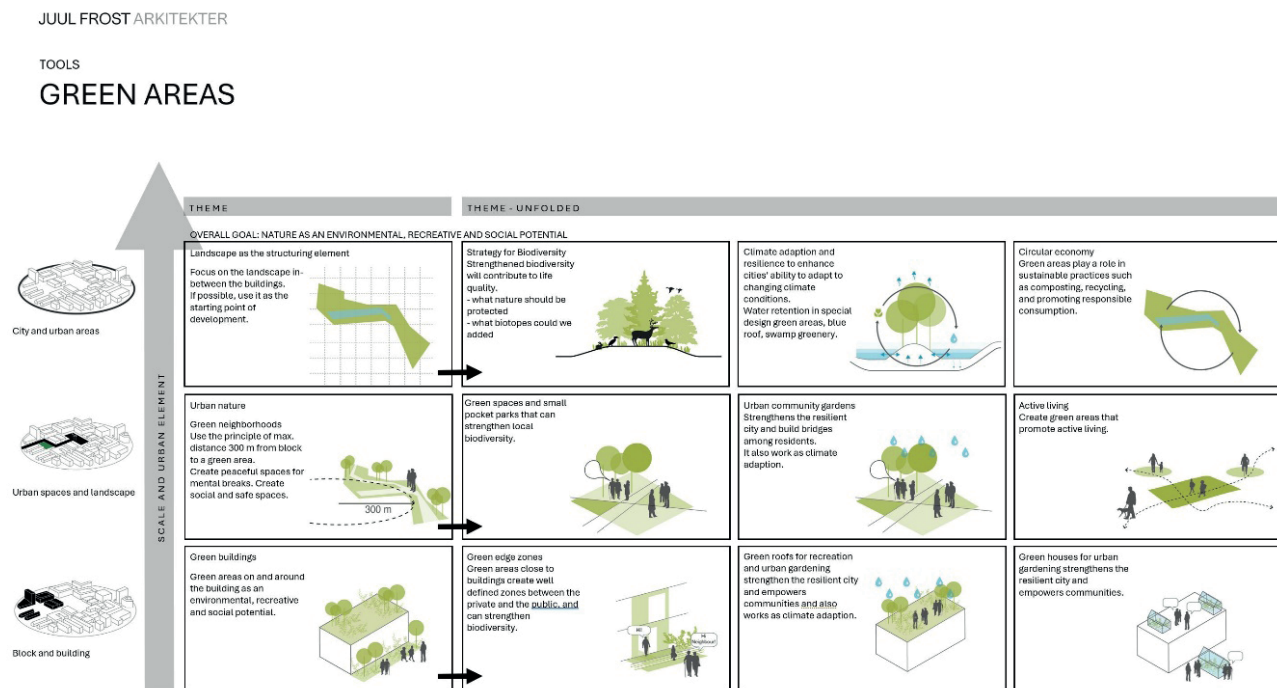 JUUL FROST ARKITEKTER
TOOLS
GREEN AREAS
THEME
THEME - UNFOLDED
OVERALL GOAL: NATURE AS AN ENVIRONMENTAL, RECREATIVE AND SOCIAL POTENTIAL
SCALE AND URBAN ELEMENT
City and urban areas
Landscape as the structuring element
Focus on the landscape in-
between the buildings.
If possible, use it as the
starting point of
development.
Strategy for Biodiversity
Strengthened biodiversity
will contribute to life
quality.
- what nature should be
protected
- what biotopes could we
added
Climate adaption and
resilience to enhance
cities' ability to adapt to
changing climate
conditions.
Water retention in special
design green areas, blue
roof, swamp greenery.
Circular economy
Green areas play a role in
sustainable practices such
as composting, recycling,
and promoting responsible
consumption.
Urban spaces and landscape
Urban nature
Green neighborhoods
Use the principle of max.
distance 300 m from block
to a green area.
Create peaceful spaces for
mental breaks. Create
social and safe spaces.
300 m
Green spaces and small
pocket parks that can
strengthen local
biodiversity.
Urban community gardens
Strengthens the resilient
city and build bridges
among residents.
It also work as climate
adaption.
Active living
Create green areas that
promote active living.
Block and building
Green buildings
Green areas on and around
the building as an
environmental, recreative
and social potential.
Green edge zones
Green areas close to
buildings create well
defined zones between the
private and the public, and
can strengthen
biodiversity.
Hi!
Hi
Neighbour!
Green roofs for recreation
and urban gardening
strengthen the resilient city
and empowers
communities and also
works as climate adaption.
Green houses for urban
gardening strengthens the
resilient city and
empowers communities.